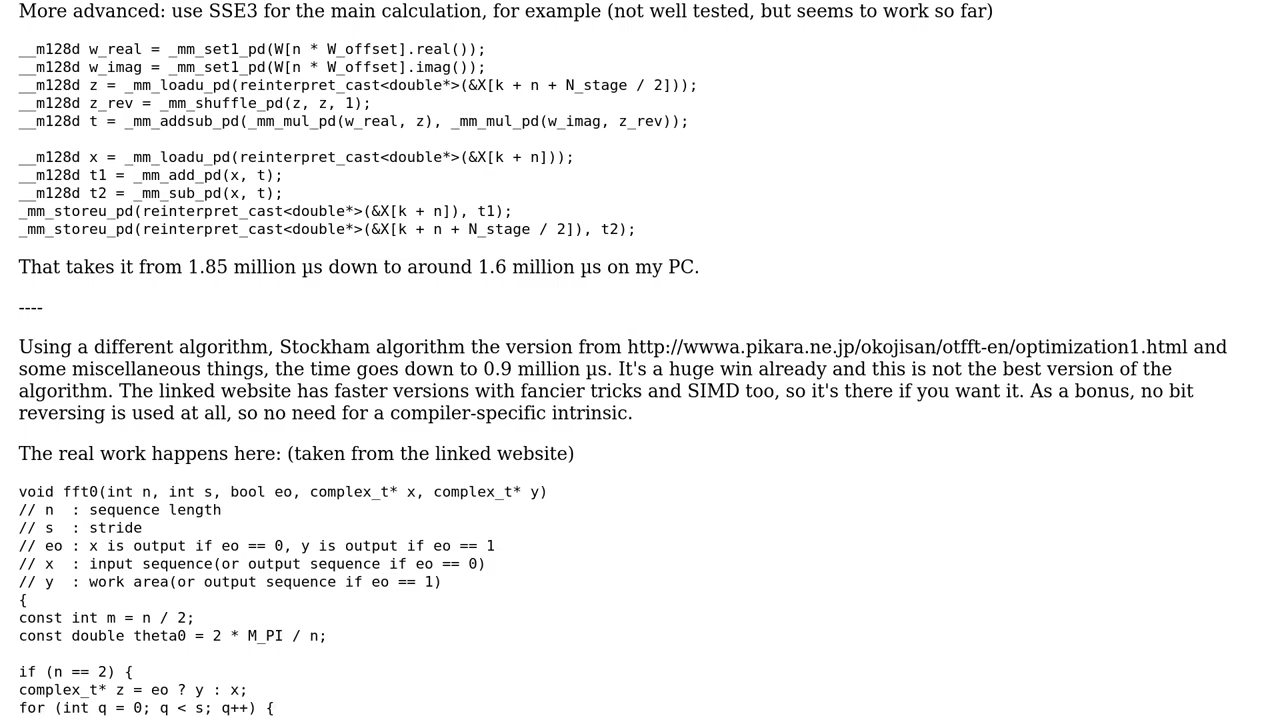 More advanced: use SSE3 for the main calculation, for example (not well tested, but seems to work so far)
__m128d w_real = _mm_set1_pd(W[n * W_offset].real());
__m128d w_imag = _mm_set1_pd(W[n * W_offset].imag());
__m128d z = _mm_loadu_pd(reinterpret_cast<double*>(&X[k + n + N_stage / 2]));
__m128d z_rev = _mm_shuffle_pd(z, z, 1);
__m128d t = _mm_addsub_pd(_mm_mul_pd(w_real, z), _mm_mul_pd(w_imag, z_rev));

__m128d x = _mm_loadu_pd(reinterpret_cast<double*>(&X[k + n]));
__m128d t1 = _mm_add_pd(x, t);
__m128d t2 = _mm_sub_pd(x, t);
_mm_storeu_pd(reinterpret_cast<double*>(&X[k + n]), t1);
_mm_storeu_pd(reinterpret_cast<double*>(&X[k + n + N_stage / 2]), t2);
That takes it from 1.85 million µs down to around 1.6 million µs on my PC.
----
Using a different algorithm, Stockham algorithm the version from http://wwwa.pikara.ne.jp/okojisan/otfft-en/optimization1.html and
some miscellaneous things, the time goes down to 0.9 million µs. It's a huge win already and this is not the best version of the
algorithm. The linked website has faster versions with fancier tricks and SIMD too, so it's there if you want it. As a bonus, no bit
reversing is used at all, so no need for a compiler-specific intrinsic.
The real work happens here: (taken from the linked website)
void fft0(int n, int s, bool eo, complex_t* x, complex_t* y)
// n  : sequence length
// s  : stride
// eo : x is output if eo == 0, y is output if eo == 1
// x  : input sequence(or output sequence if eo == 0)
// y  : work area(or output sequence if eo == 1)
{
const int m = n / 2;
const double theta0 = 2 * M_PI / n;

if (n == 2) {
complex_t* z = eo ? y : x;
for (int q = 0; q < s; q++) {